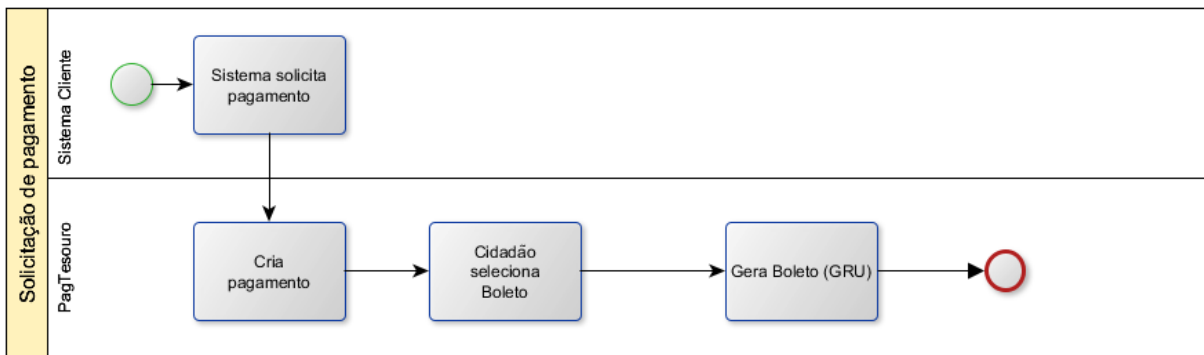 Solicitação de pagamento
Sistema Cliente
Sistema solicita
pagamento
PagTesouro
Cria
pagamento
Cidadão
seleciona
Boleto
Gera Boleto (GRU)